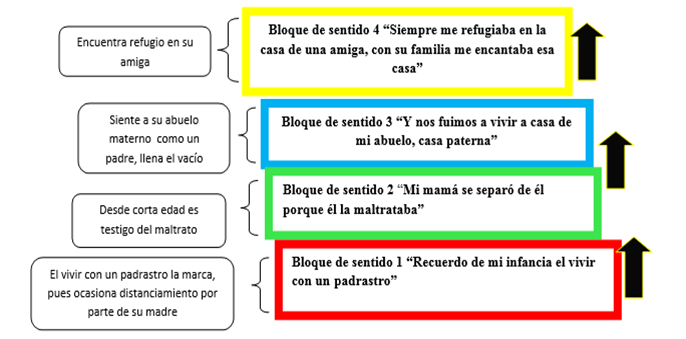 Bloque de sentido 4 “Siempre me refugiaba en la
casa de una amiga, con su familia me encantaba esa
casa”
Encuentra refugio en su
amiga
Bloque de sentido 3 “Y nos fuimos a vivir a casa de
mi abuelo, casa paterna”
Siente a su abuelo
materno como un
padre, llena el vacío
Bloque de sentido 2 “Mi mamá se separó de él
porque él la maltrataba”
Desde corta edad es
testigo del maltrato
Bloque de sentido 1 “Recuerdo de mi infancia el vivir
con un padrastro”
El vivir con un padrastro la marca,
pues ocasiona distanciamiento por
parte de su madre